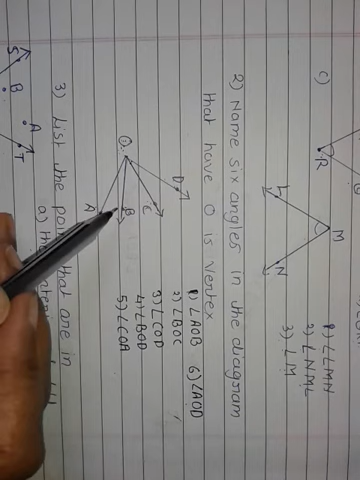 C)
R
M
L
N
1) ∠LMN
2) ∠NML
3) ∠M
2) Name six angles in the diagram
that have O is vertex
O
A
B
C
D
1) ∠AOB 6) ∠AOD
2) ∠BOC
3) ∠COD
4) ∠BOD
5) ∠COA
3) List the that are in
a)
S
B
A
T